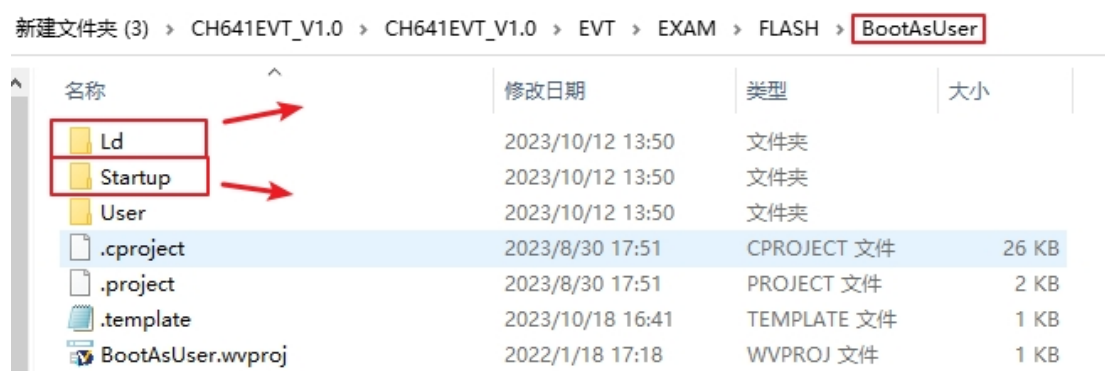 新建文件夹 (3) › CH641EVT_V1.0 › CH641EVT_V1.0 › EVT › EXAM › FLASH › BootAsUser
名称 修改日期 类型 大小
Ld 2023/10/12 13:50 文件夹
Startup 2023/10/12 13:50 文件夹
User 2023/10/12 13:50 文件夹
.cproject 2023/8/30 17:51 CPROJECT 文件 26 KB
.project 2023/8/30 17:51 PROJECT 文件 2 KB
.template 2023/10/18 16:41 TEMPLATE 文件 1 KB
BootAsUser.wvproj 2022/1/18 17:18 WVPROJ 文件 1 KB